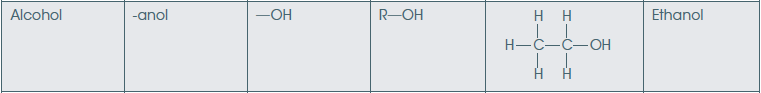 Alcohol -anol —OH R—OH Ethanol
H H
H—C—C—OH
H H